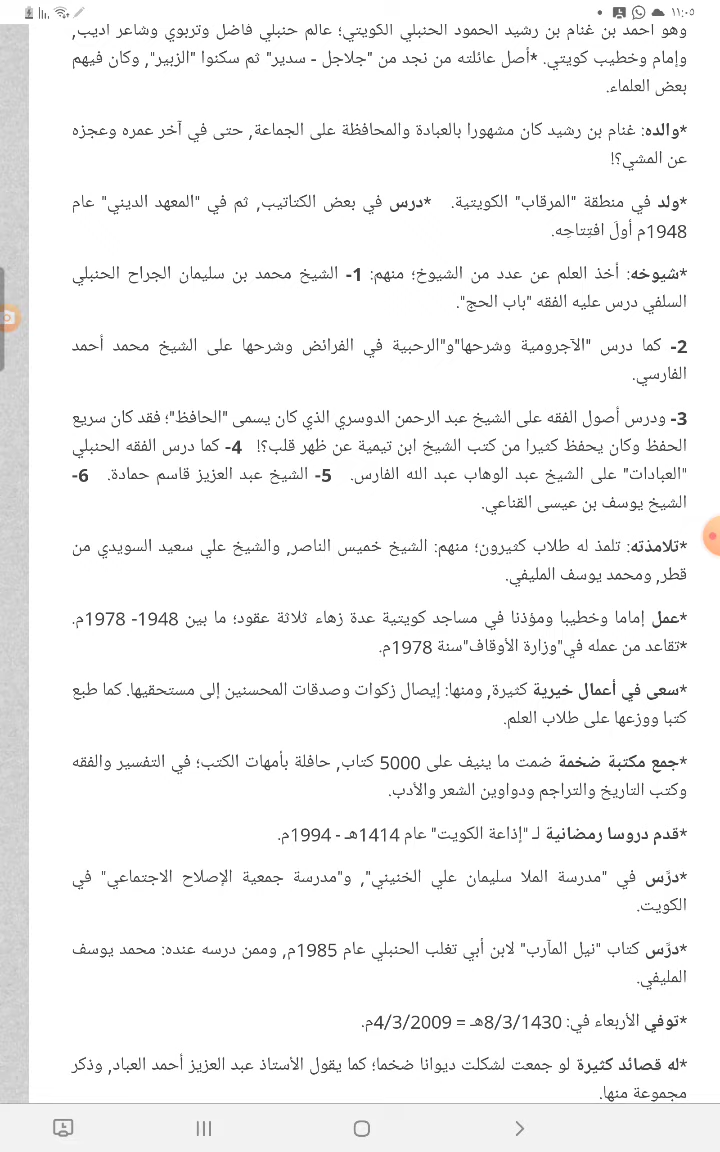 ١١:٠٥
وهو أحمد بن غنام بن رشيد الحمود الحنبلي الكويتي؛ عالم حنبلي فاضل وتربوي وشاعر أديب,
وإمام وخطيب كويتي. *أصل عائلته من نجد من "جلاجل - سدير" ثم سكنوا "الزبير", وكان فيهم
بعض العلماء.
*والده: غنام بن رشيد كان مشهورا بالعبادة والمحافظة على الجماعة, حتى في آخر عمره وعجزه
عن المشي؟!
*ولد في منطقة "المرقاب" الكويتية. *درس في بعض الكتاتيب, ثم في "المعهد الديني" عام
1948م أولَ افتِتاحِه.
*شيوخه: أخذ العلم عن عدد من الشيوخ؛ منهم: 1- الشيخ محمد بن سليمان الجراح الحنبلي
السلفي درس عليه الفقه "باب الحج".
2- كما درس "الآجرومية وشرحها"و"الرحبية في الفرائض وشرحها على الشيخ محمد أحمد
الفارسي.
3- ودرس أصول الفقه على الشيخ عبد الرحمن الدوسري الذي كان يسمى "الحافظ"؛ فقد كان سريع
الحفظ وكان يحفظ كثيرا من كتب الشيخ ابن تيمية عن ظهر قلب؟! 4- كما درس الفقه الحنبلي
"العبادات" على الشيخ عبد الوهاب عبد الله الفارس. 5- الشيخ عبد العزيز قاسم حمادة. 6-
الشيخ يوسف بن عيسى القناعي.
*تلامذته: تلمذ له طلاب كثيرون؛ منهم: الشيخ خميس الناصر, والشيخ علي سعيد السويدي من
قطر, ومحمد يوسف المليفي.
*عمل إماما وخطيبا ومؤذنا في مساجد كويتية عدة زهاء ثلاثة عقود؛ ما بين 1948- 1978م.
*تقاعد من عمله في"وزارة الأوقاف"سنة 1978م.
*سعى في أعمال خيرية كثيرة, ومنها: إيصال زكوات وصدقات المحسنين إلى مستحقيها. كما طبع
كتبا ووزعها على طلاب العلم.
*جمع مكتبة ضخمة ضمت ما ينيف على 5000 كتاب, حافلة بأمهات الكتب؛ في التفسير والفقه
وكتب التاريخ والتراجم ودواوين الشعر والأدب.
*قدم دروسا رمضانية لـ "إذاعة الكويت" عام 1414هـ - 1994م.
*درَّس في "مدرسة الملا سليمان علي الخنيني", و"مدرسة جمعية الإصلاح الاجتماعي" في
الكويت.
*درَّس كتاب "نيل المآرب" لابن أبي تغلب الحنبلي عام 1985م, وممن درسه عنده: محمد يوسف
المليفي.
*توفي الأربعاء في: 8/3/1430هـ = 4/3/2009م.
*له قصائد كثيرة لو جمعت لشكلت ديوانا ضخما؛ كما يقول الأستاذ عبد العزيز أحمد العباد, وذكر
مجموعة منها.